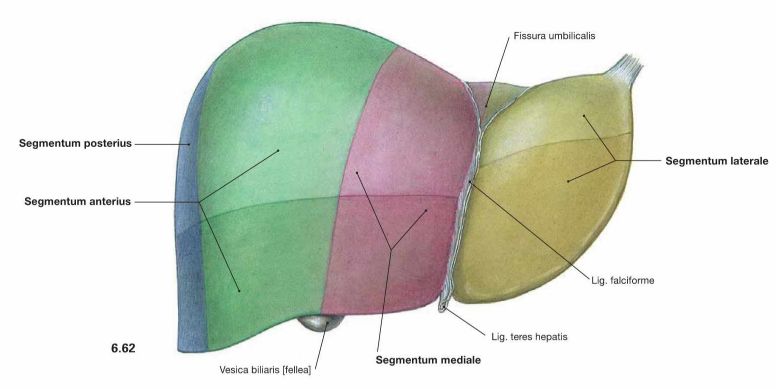 Fissura umbilicalis
Segmentum posterius
Segmentum laterale
Segmentum anterius
Lig. falciforme
Lig. teres hepatis
6.62
Segmentum mediale
Vesica biliaris [fellea]